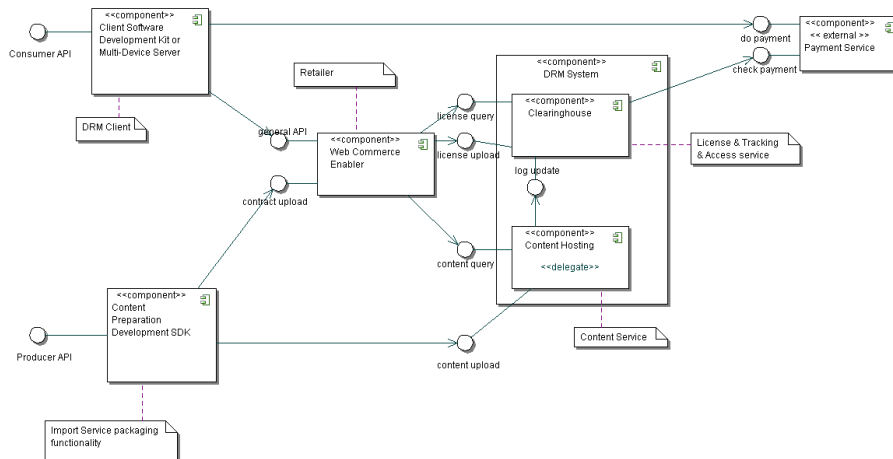 <<component>>
Client Software
Development Kit or
Multi-Device Server
Consumer API
DRM Client
do payment
<<component>>
<< external >>
Payment Service
check payment
Retailer
<<component>>
DRM System
license query
<<component>>
Clearinghouse
general API
<<component>>
Web Commerce
Enabler
license upload
License & Tracking
& Access service
log update
contract upload
<<component>>
Content Hosting
<<delegate>>
content query
<<component>>
Content
Preparation
Development SDK
Producer API
Content Service
content upload
Import Service packaging
functionality